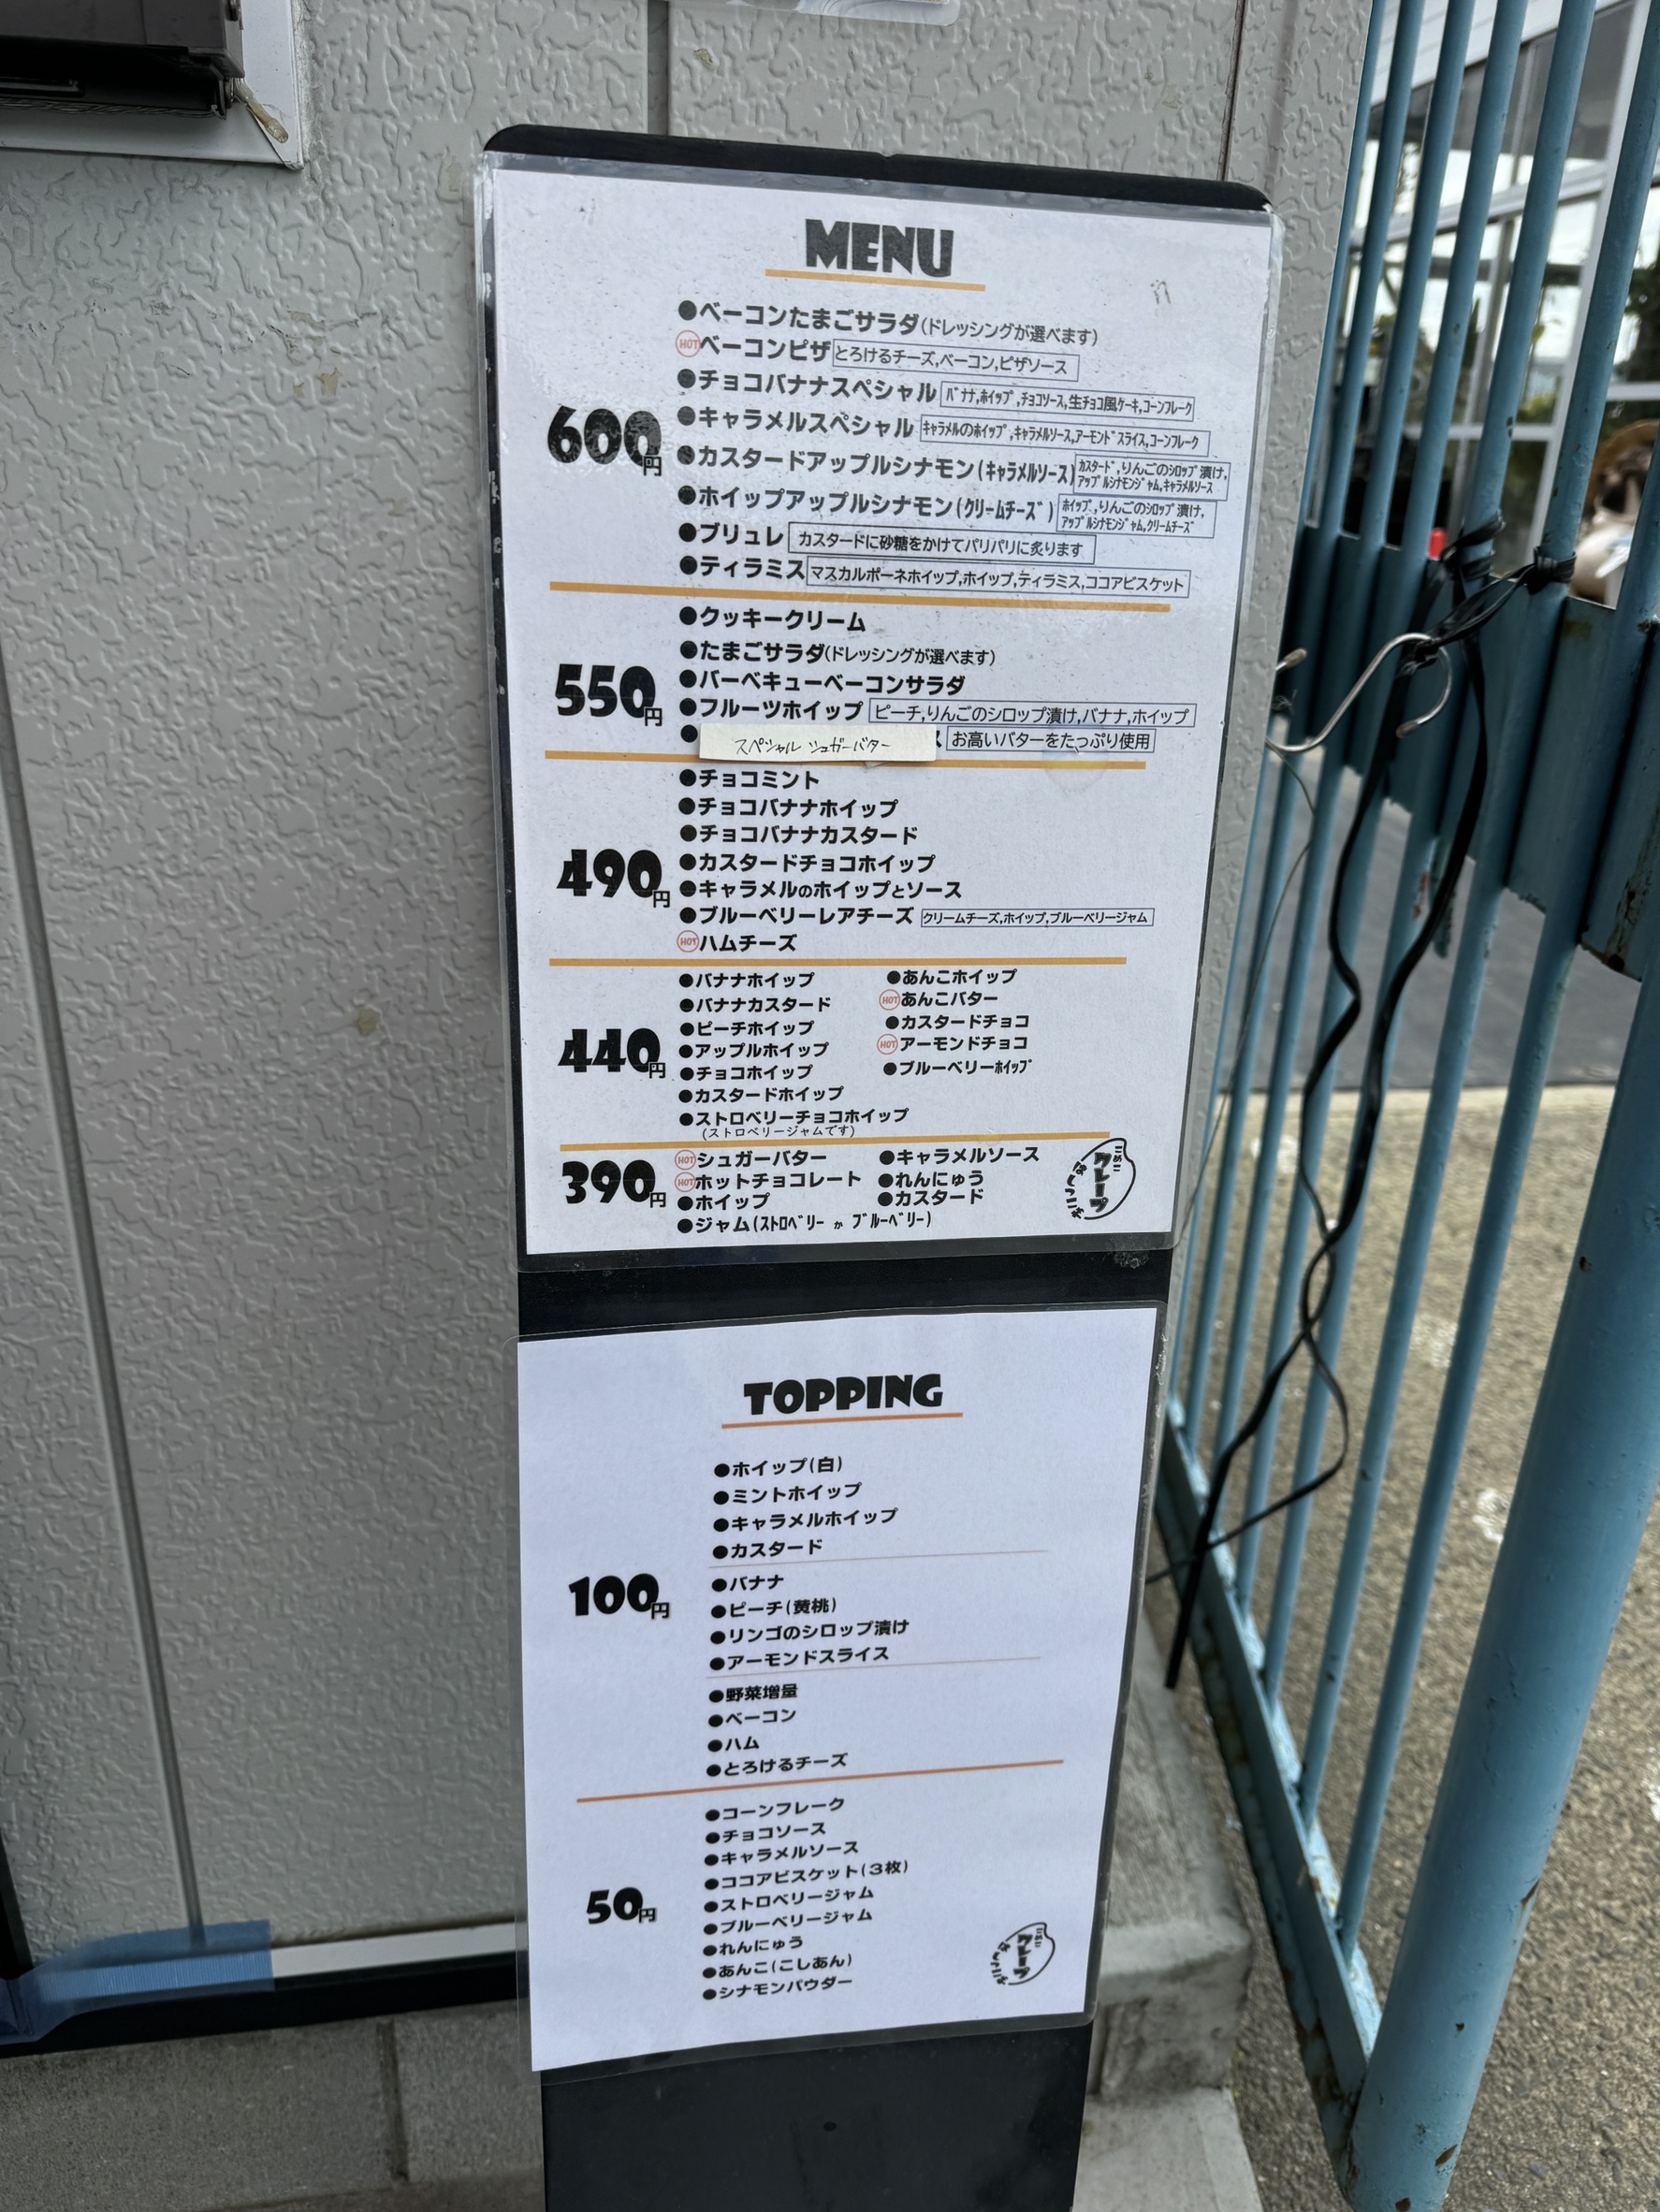 MENU
600円
●ベーコンたまごサラダ(ドレッシングが選べます)
HOTベーコンピザ とろけるチーズ,ベーコン,ピザソース
●チョコバナナスペシャル バナナ,ホイップ,チョコソース,生チョコ風ケーキ,コーンフレーク
●キャラメルスペシャル キャラメルのホイップ,キャラメルソース,アーモンドスライス,コーンフレーク
●カスタードアップルシナモン(キャラメルソース) カスタード,りんごのシロップ漬け,
アップルシナモンジャム,キャラメルソース
●ホイップアップルシナモン(クリームチーズ) ホイップ,りんごのシロップ漬け,
アップルシナモンジャム,クリームチーズ
●ブリュレ カスタードに砂糖をかけてパリパリに炙ります
●ティラミス マスカルポーネホイップ,ホイップ,ティラミス,ココアビスケット
550円
●クッキークリーム
●たまごサラダ(ドレッシングが選べます)
●バーベキューベーコンサラダ
●フルーツホイップ ピーチ,りんごのシロップ漬け,バナナ,ホイップ
●スペシャル シュガーバター お高いバターをたっぷり使用
490円
●チョコミント
●チョコバナナホイップ
●チョコバナナカスタード
●カスタードチョコホイップ
●キャラメルのホイップとソース
●ブルーベリーレアチーズ クリームチーズ,ホイップ,ブルーベリージャム
HOTハムチーズ
440円
●バナナホイップ
●バナナカスタード
●ピーチホイップ
●アップルホイップ
●チョコホイップ
●カスタードホイップ
●ストロベリーチョコホイップ
(ストロベリージャムです)
●あんこホイップ
HOTあんこバター
●カスタードチョコ
HOTアーモンドチョコ
●ブルーベリーホイップ
390円
HOTシュガーバター
HOTホットチョコレート
●ホイップ
●ジャム(ストロベリー か ブルーベリー)
●キャラメルソース
●れんにゅう
●カスタード
クレープ
TOPPING
100円
●ホイップ(白)
●ミントホイップ
●キャラメルホイップ
●カスタード
●バナナ
●ピーチ(黄桃)
●リンゴのシロップ漬け
●アーモンドスライス
●野菜増量
●ベーコン
●ハム
●とろけるチーズ
50円
●コーンフレーク
●チョコソース
●キャラメルソース
●ココアビスケット(3枚)
●ストロベリージャム
●ブルーベリージャム
●れんにゅう
●あんこ(こしあん)
●シナモンパウダー
クレープ